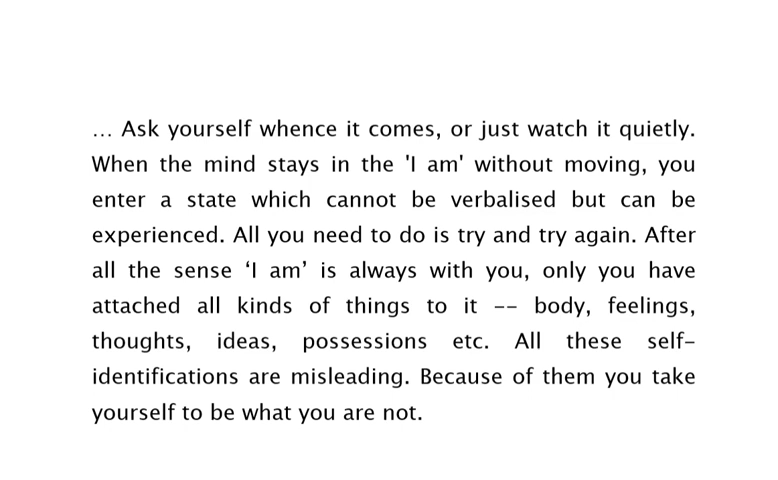 ... Ask yourself whence it comes, or just watch it quietly.
When the mind stays in the 'I am' without moving, you
enter a state which cannot be verbalised but can be
experienced. All you need to do is try and try again. After
all the sense ‘I am’ is always with you, only you have
attached all kinds of things to it -- body, feelings,
thoughts, ideas, possessions etc. All these self-
identifications are misleading. Because of them you take
yourself to be what you are not.